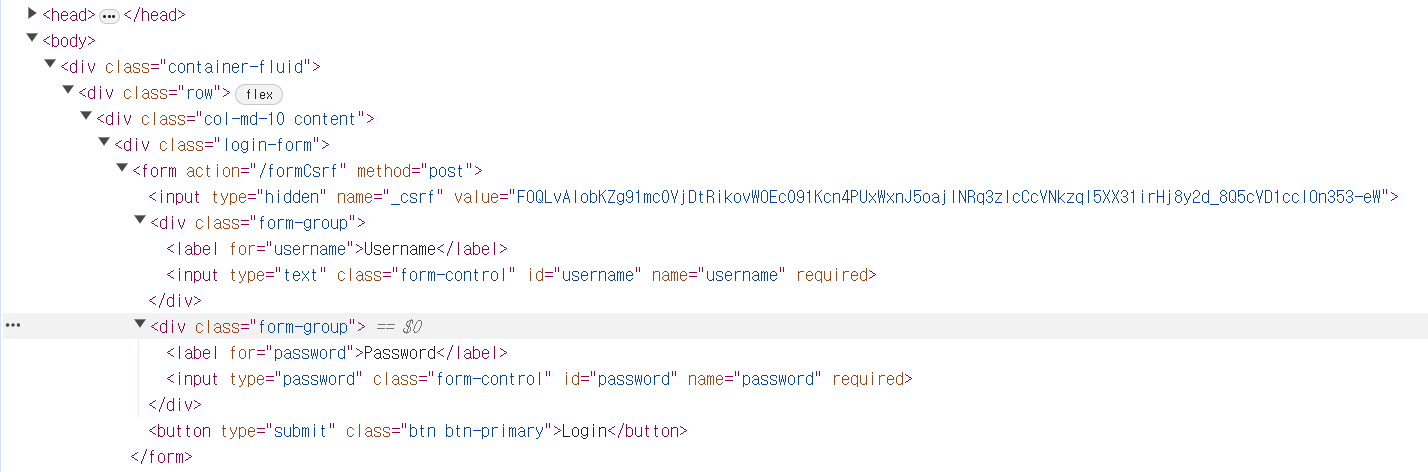 <head> ••• </head>
<body>
<div class="container-fluid">
<div class="row"> flex
<div class="col-md-10 content">
<div class="login-form">
<form action="/formCsrf" method="post">
<input type="hidden" name="_csrf" value=">
<div class="form-group">
<label for="username">Username</label>
<input type="text" class="form-control" id="username" name="username" required>
</div>
••• <div class="form-group"> == $0
<label for="password">Password</label>
<input type="password" class="form-control" id="password" name="password" required>
</div>
<button type="submit" class="btn btn-primary">Login</button>
</form>